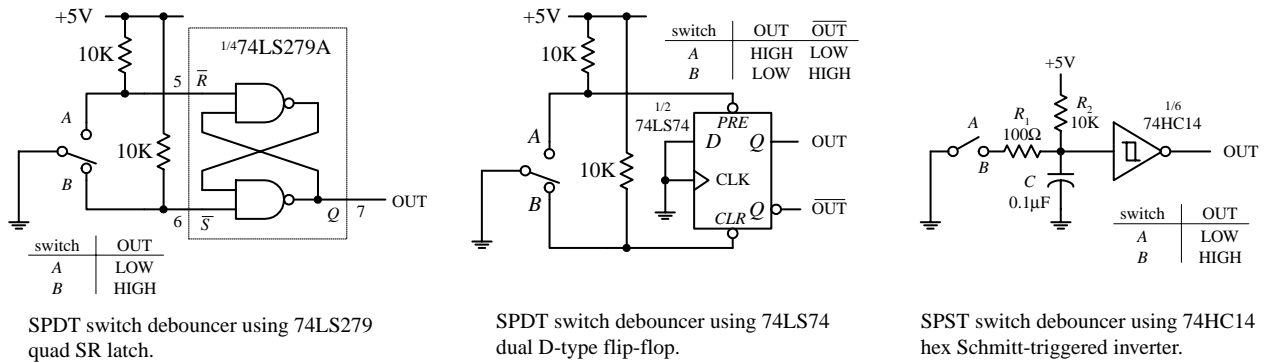 +5V
10K
1/4 74LS279A
5 R
A
10K
B
6 S
Q 7 OUT
switch OUT
A LOW
B HIGH
SPDT switch debouncer using 74LS279
quad SR latch.
+5V
10K
switch OUT OUT
A HIGH LOW
B LOW HIGH
1/2
74LS74
PRE
A
D Q OUT
10K
CLK
B
Q OUT
CLR
SPDT switch debouncer using 74LS74
dual D-type flip-flop.
+5V
R2
10K
1/6
74HC14
A
R1
100Ω
B
OUT
C
0.1µF
switch OUT
A LOW
B HIGH
SPST switch debouncer using 74HC14
hex Schmitt-triggered inverter.